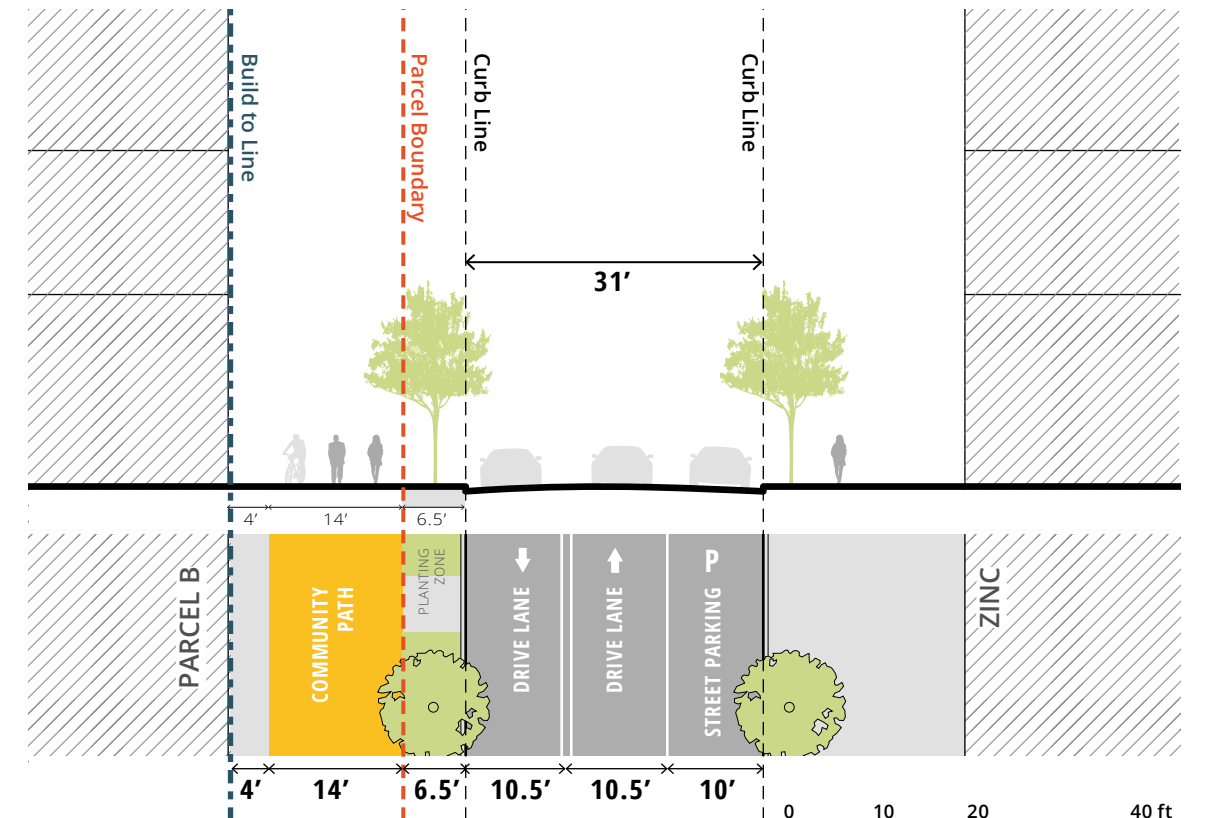 Build to Line
Parcel Boundary
Curb Line
Curb Line
31’
4’
14’
6.5’
PARCEL B
COMMUNITY
PATH
PLANTING
ZONE
DRIVE LANE
DRIVE LANE
P
STREET PARKING
ZINC
4’
14’
6.5’
10.5’
10.5’
10’
0
10
20
40 ft